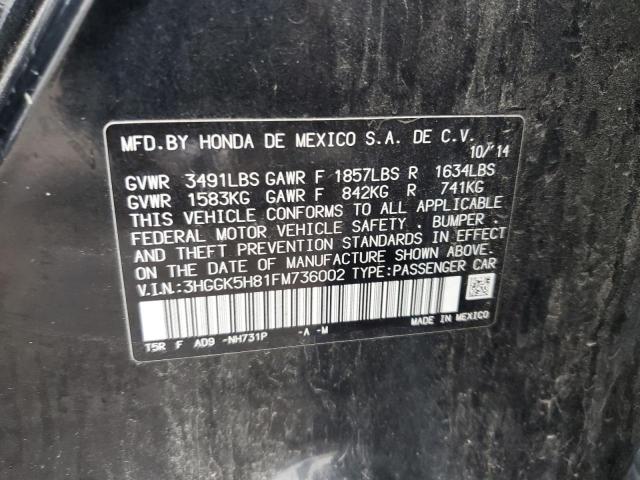 MFD.BY HONDA DE MEXICO S.A. DE C.V.
10/'14
GVWR 3491LBS GAWR F 1857LBS R 1634LBS
GVWR 1583KG GAWR F 842KG R 741KG
THIS VEHICLE CONFORMS TO ALL APPLICABLE
FEDERAL MOTOR VEHICLE SAFETY , BUMPER ,
AND THEFT PREVENTION STANDARDS IN EFFECT
ON THE DATE OF MANUFACTURE SHOWN ABOVE.
V.I.N.:3HGGK5H81FM736002 TYPE:PASSENGER CAR
T5R F AD9 -NH731P -A -M MADE IN MEXICO